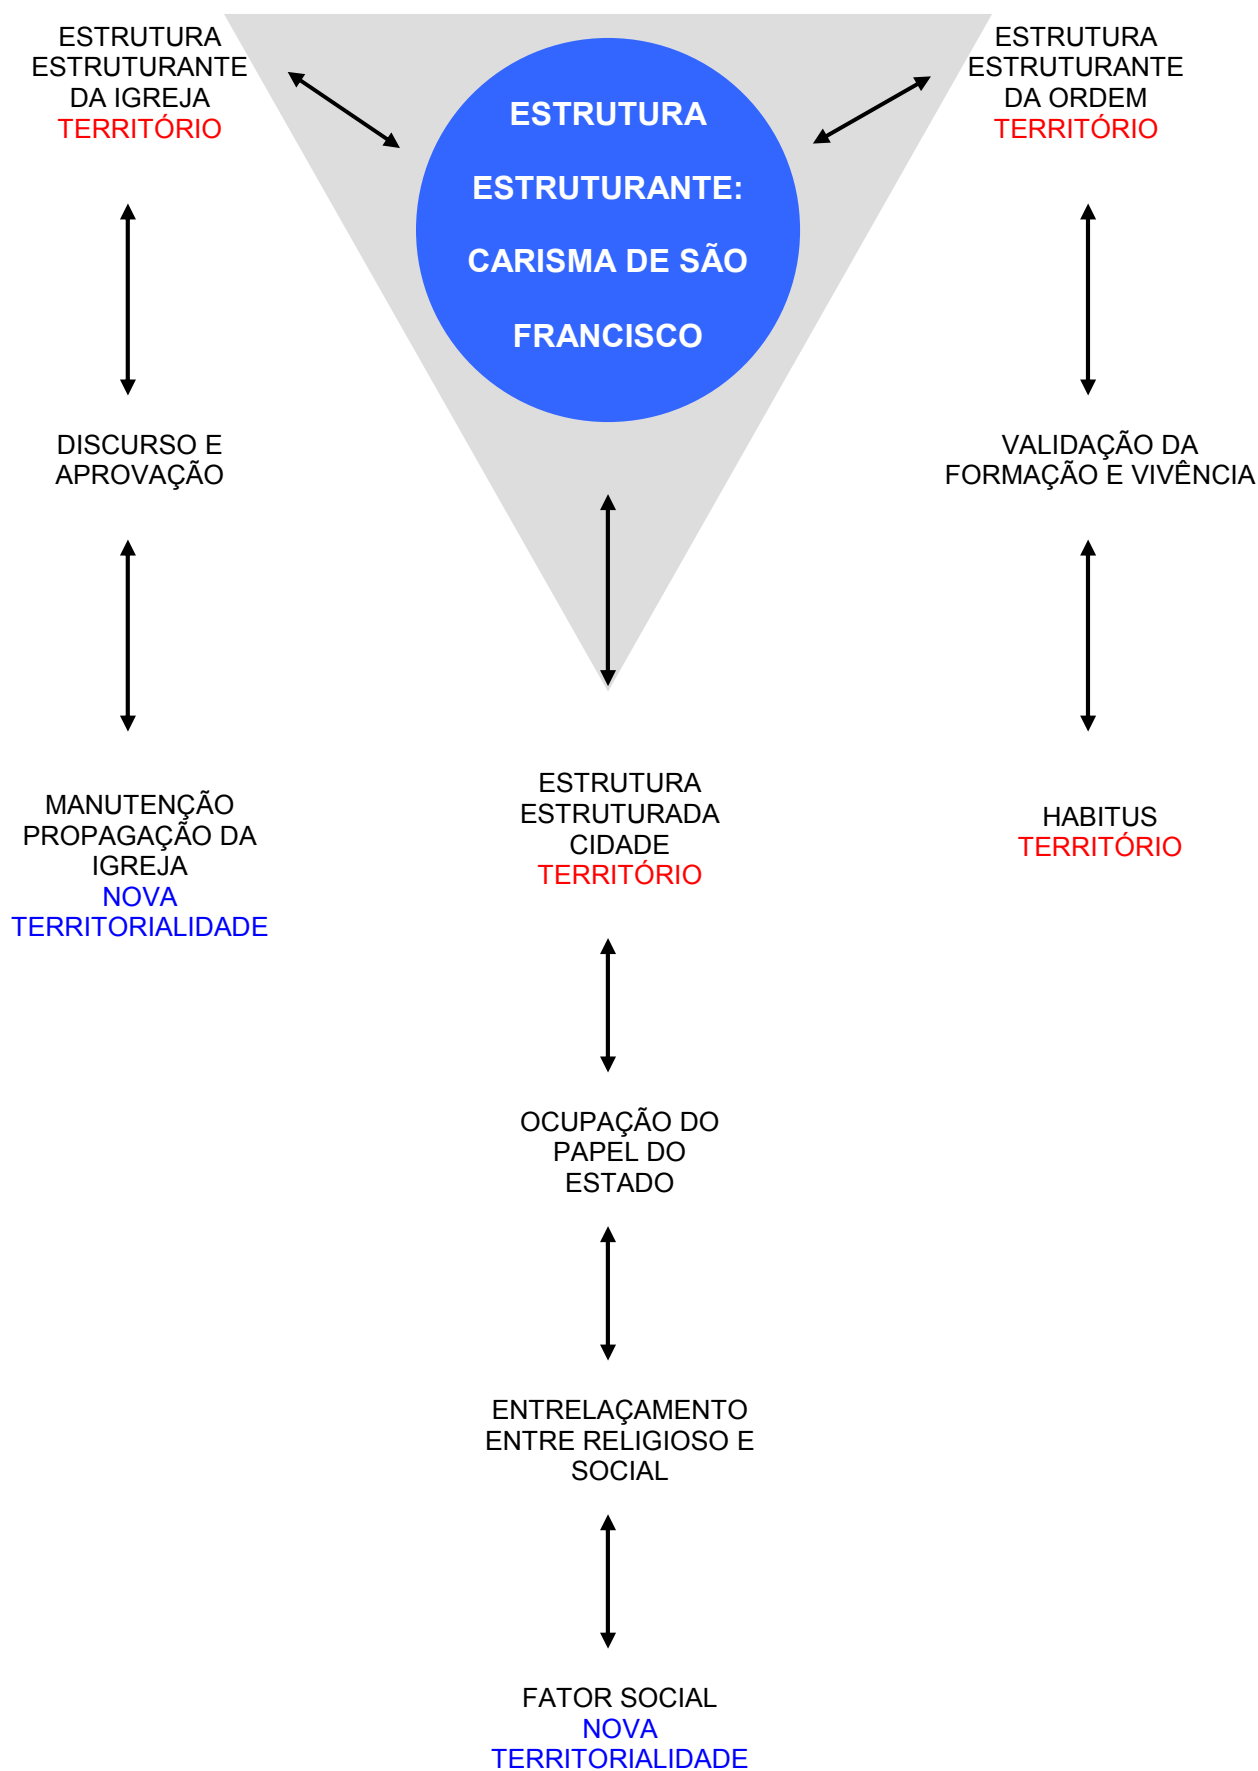 ESTRUTURA
ESTRUTURANTE
DA IGREJA
TERRITÓRIO
ESTRUTURA
ESTRUTURANTE:
CARISMA DE SÃO
FRANCISCO
ESTRUTURA
ESTRUTURANTE
DA ORDEM
TERRITÓRIO
DISCURSO E
APROVAÇÃO
VALIDAÇÃO DA
FORMAÇÃO E VIVÊNCIA
MANUTENÇÃO
PROPAGAÇÃO DA
IGREJA
NOVA
TERRITORIALIDADE
ESTRUTURA
ESTRUTURADA
CIDADE
TERRITÓRIO
HABITUS
TERRITÓRIO
OCUPAÇÃO DO
PAPEL DO
ESTADO
ENTRELAÇAMENTO
ENTRE RELIGIOSO E
SOCIAL
FATOR SOCIAL
NOVA
TERRITORIALIDADE